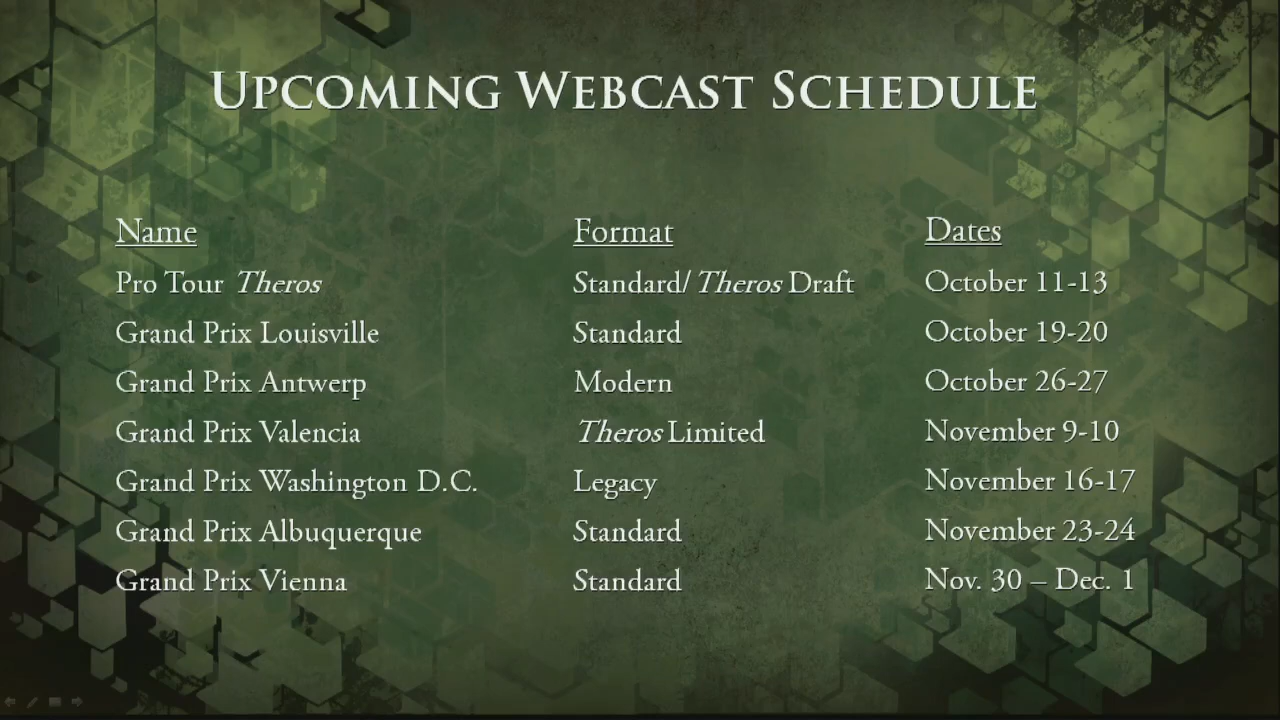 Upcoming Webcast Schedule
Name Format Dates
Pro Tour Theros Standard/ Theros Draft October 11-13
Grand Prix Louisville Standard October 19-20
Grand Prix Antwerp Modern October 26-27
Grand Prix Valencia Theros Limited November 9-10
Grand Prix Washington D.C. Legacy November 16-17
Grand Prix Albuquerque Standard November 23-24
Grand Prix Vienna Standard Nov. 30 – Dec. 1